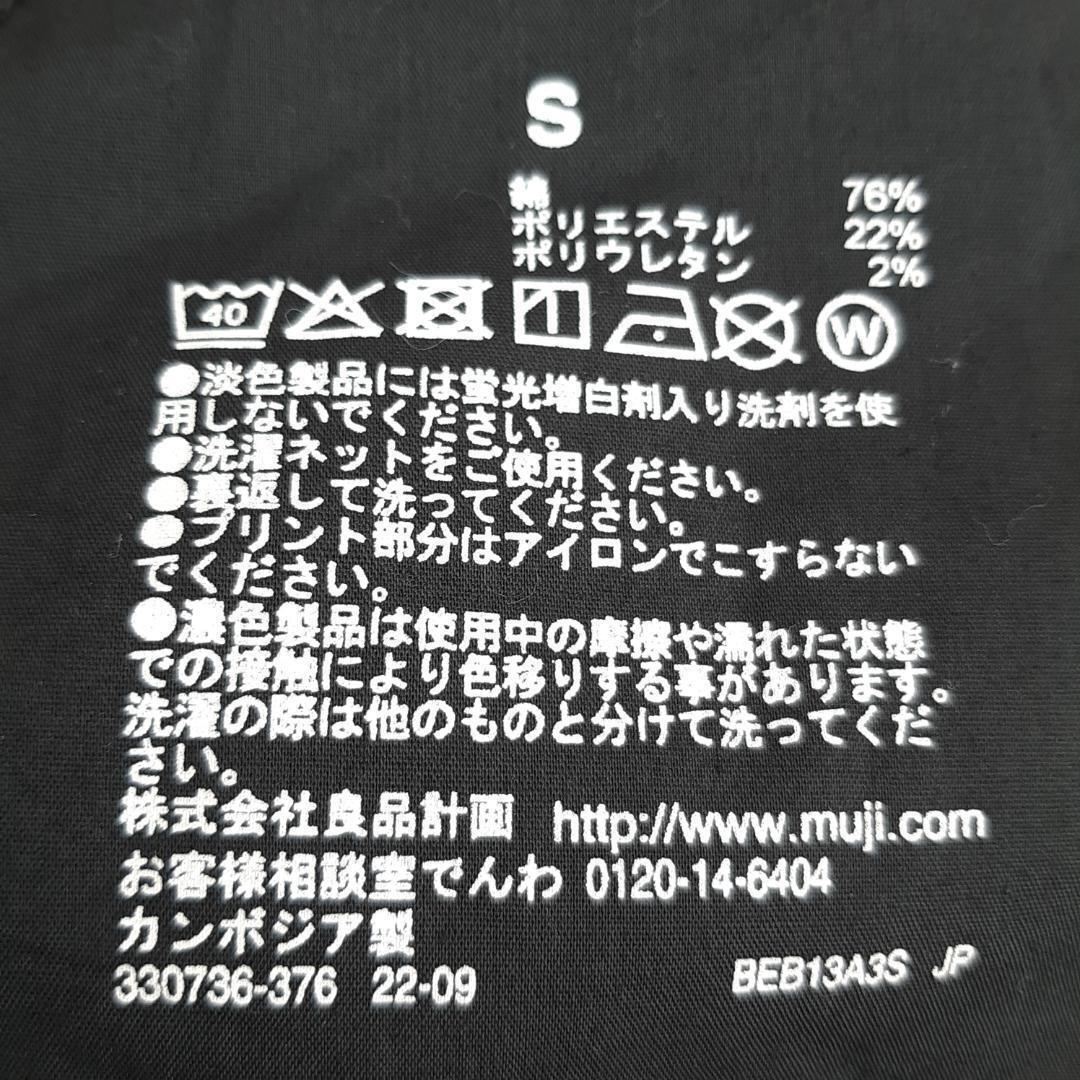 S
綿 76%
ポリエステル 22%
ポリウレタン 2%
40 W
●淡色製品には蛍光増白剤入り洗剤を使
用しないでください。
●洗濯ネットをご使用ください。
●裏返して洗ってください。
●プリント部分はアイロンでこすらない
でください。
●濃色製品は使用中の摩擦や濡れた状態
での接触により色移りする事があります。
洗濯の際は他のものと分けて洗ってくだ
さい。
株式会社良品計画 http://www.muji.com
お客様相談室でんわ 0120-14-6404
カンボジア製
330736-376 22-09
BEB13A3S JP